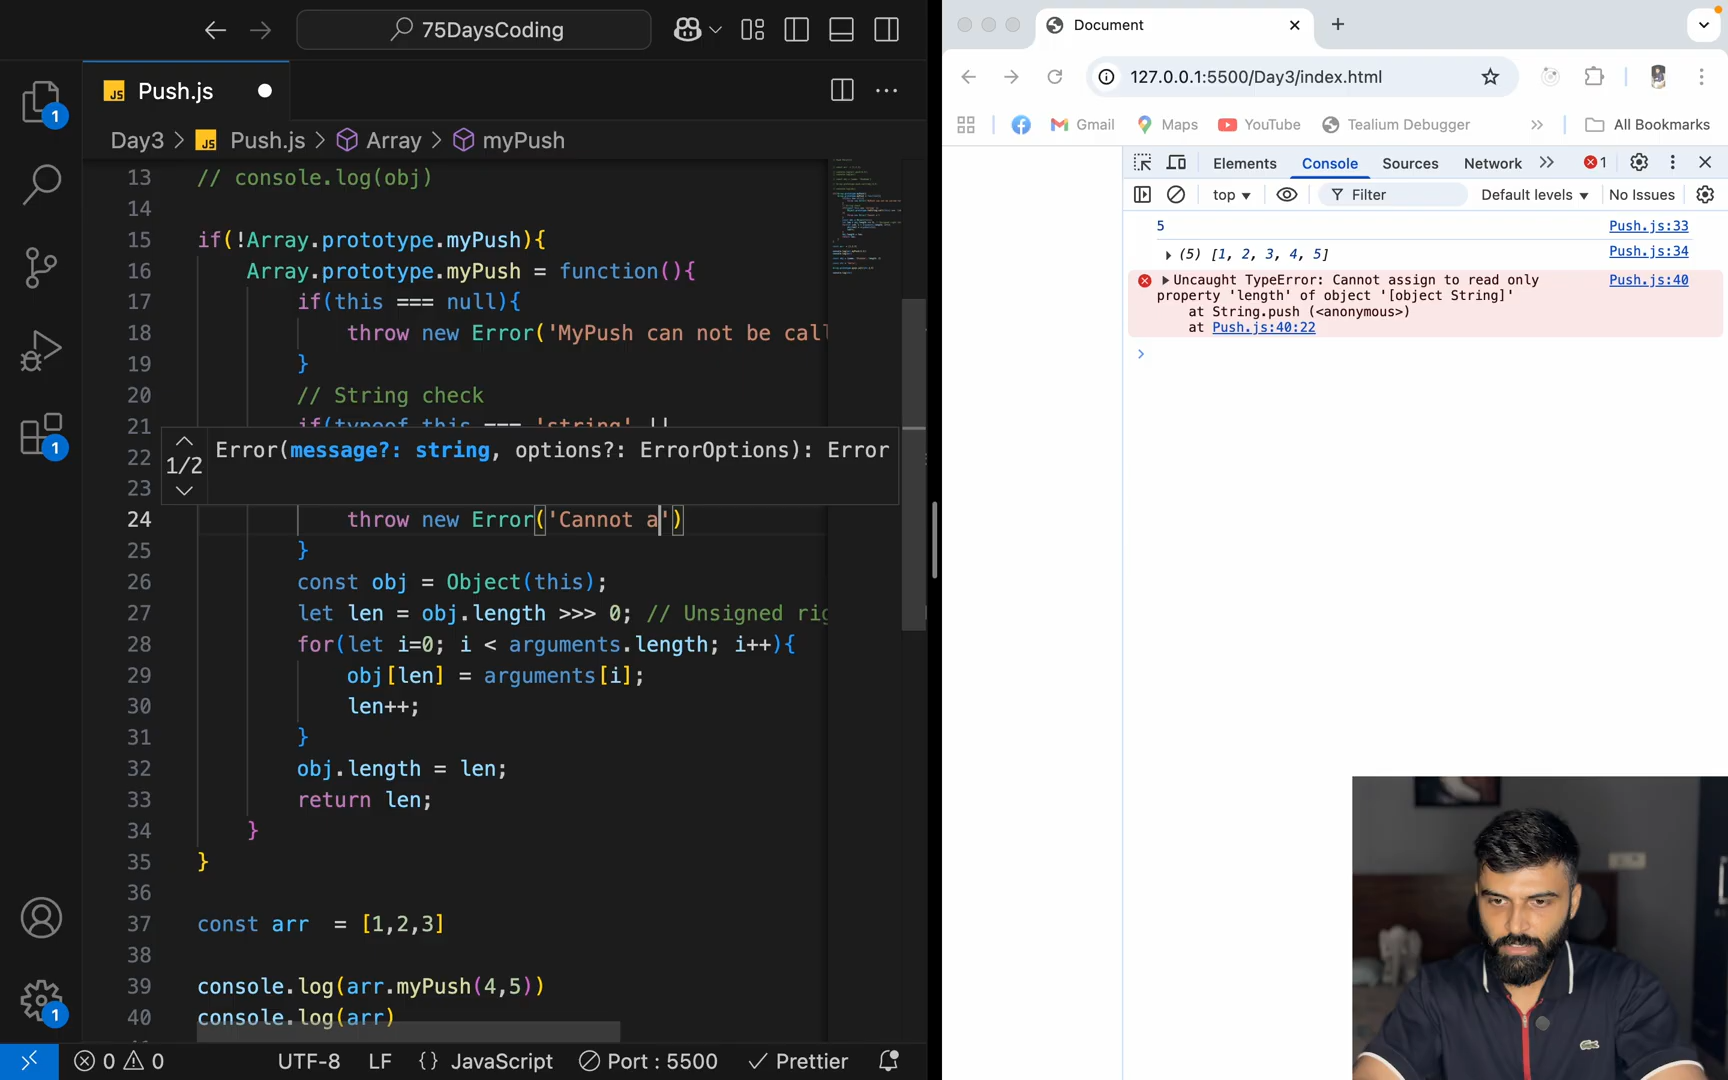 75DaysCoding
Push.js
Day3 > Push.js > Array > myPush
13 // console.log(obj)
14
15 if(!Array.prototype.myPush){
16 Array.prototype.myPush = function(){
17 if(this === null){
18 throw new Error('MyPush can not be call
19 }
20 // String check
21 if(typeof this === 'string' ||
22
23
Error(message?: string, options?: ErrorOptions): Error
1/2
24 throw new Error('Cannot a')
25 }
26 const obj = Object(this);
27 let len = obj.length >>> 0; // Unsigned rig
28 for(let i=0; i < arguments.length; i++){
29 obj[len] = arguments[i];
30 len++;
31 }
32 obj.length = len;
33 return len;
34 }
35 }
36
37 const arr = [1,2,3]
38
39 console.log(arr.myPush(4,5))
40 console.log(arr)
1
1
1
0 0 UTF-8 LF {} JavaScript Port : 5500 Prettier
Document
127.0.0.1:5500/Day3/index.html
Gmail Maps YouTube Tealium Debugger » All Bookmarks
Elements Console Sources Network » 1
top Filter Default levels No Issues
5 Push.js:33
(5) [1, 2, 3, 4, 5] Push.js:34
Uncaught TypeError: Cannot assign to read only Push.js:40
property 'length' of object '[object String]'
at String.push (<anonymous>)
at Push.js:40:22